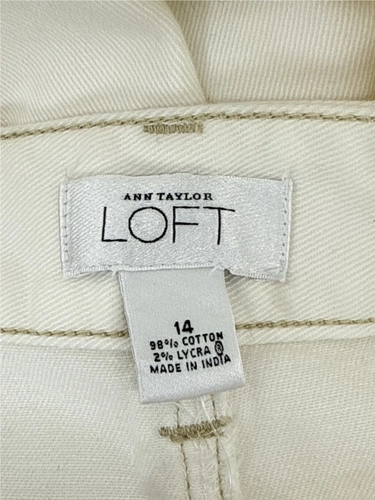 ANN TAYLOR
LOFT
14
98% COTTON
2% LYCRA ®
MADE IN INDIA